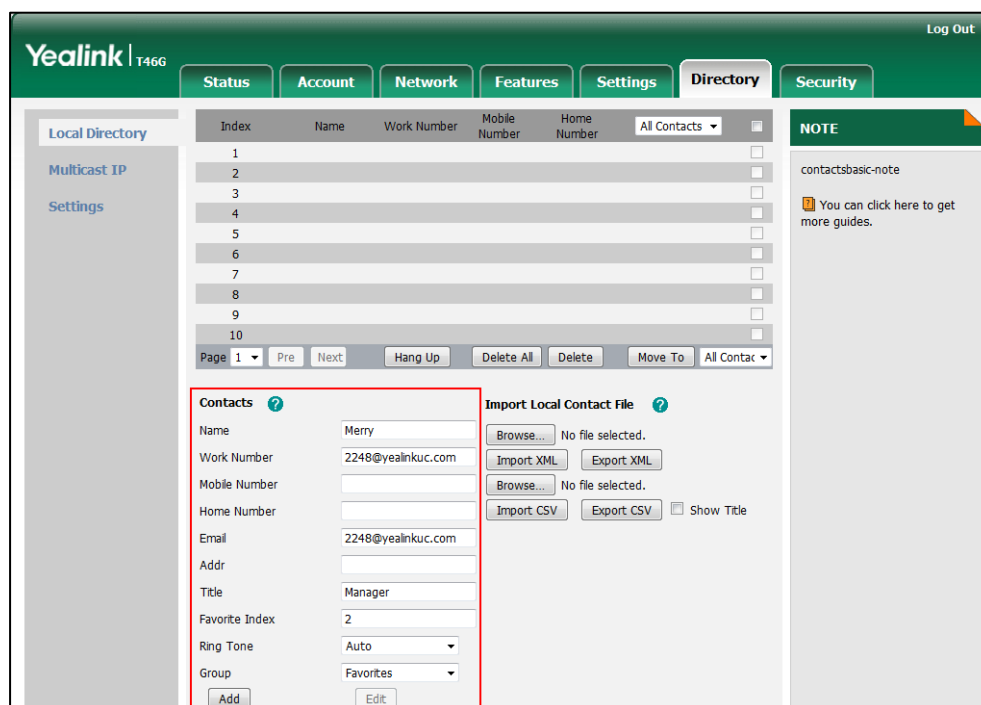 Log Out
Yealink T46G
Status Account Network Features Settings Directory Security
Local Directory
Multicast IP
Settings
Index Name Work Number Mobile Number Home Number All Contacts
1
2
3
4
5
6
7
8
9
10
Page 1 Pre Next Hang Up Delete All Delete Move To All Contac
NOTE
contactsbasic-note
You can click here to get
more guides.
Contacts ?
Name Merry
Work Number 2248@yealinkuc.com
Mobile Number
Home Number
Email 2248@yealinkuc.com
Addr
Title Manager
Favorite Index 2
Ring Tone Auto
Group Favorites
Add Edit
Import Local Contact File ?
Browse... No file selected.
Import XML Export XML
Browse... No file selected.
Import CSV Export CSV Show Title